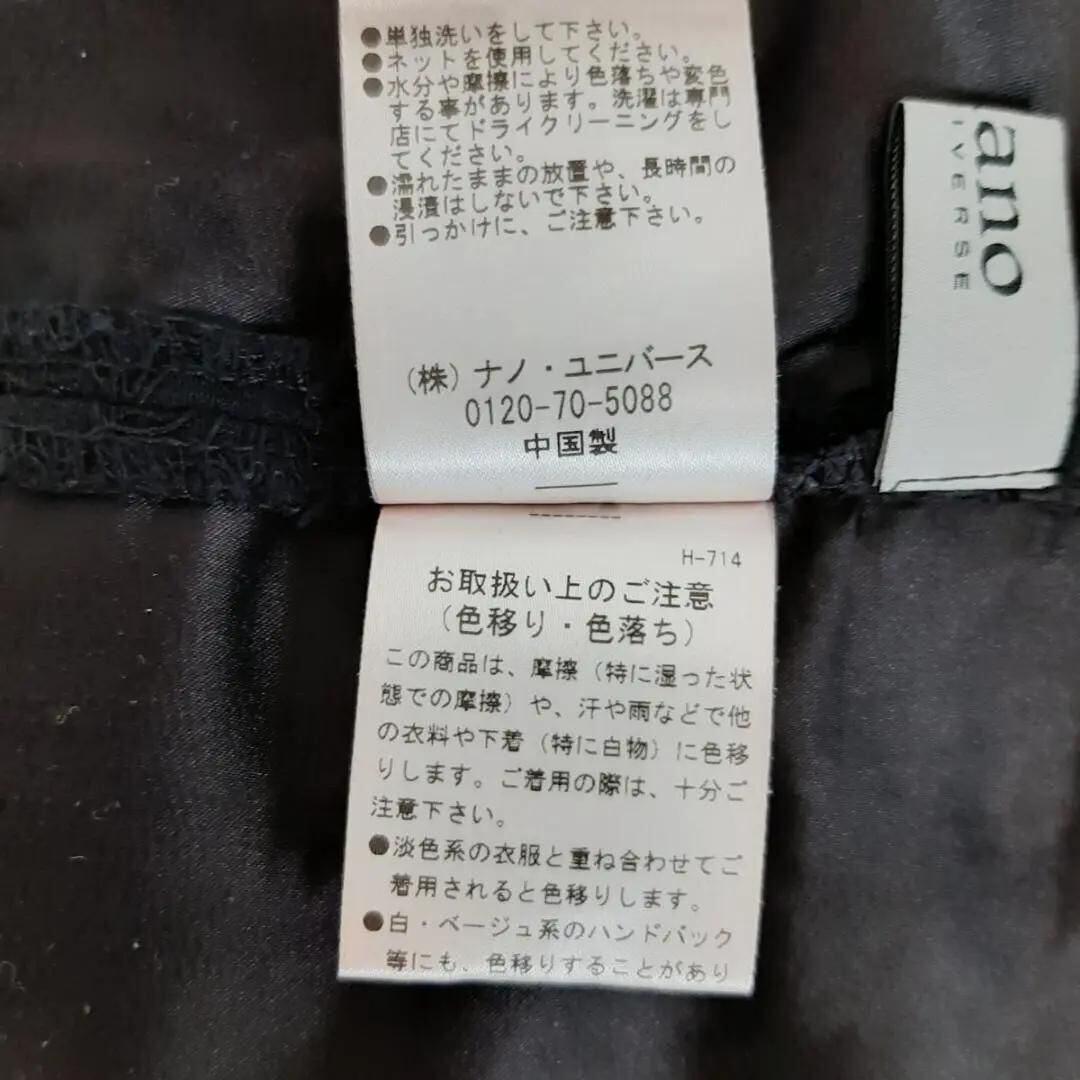 ●単独洗いをして下さい。
●ネットを使用してください。
●水分や摩擦により色落ちや変色
する事があります。洗濯は専門
店にてドライクリーニングをし
てください。
●濡れたままの放置や、長時間の
浸漬はしないで下さい。
●引っかけに、ご注意下さい。
(株)ナノ・ユニバース
0120-70-5088
中国製
ano
IVERSE
H-714
お取扱い上のご注意
(色移り・色落ち)
この商品は、摩擦(特に湿った状
態での摩擦)や、汗や雨などで他
の衣料や下着(特に白物)に色移
りします。ご着用の際は、十分ご
注意下さい。
●淡色系の衣服と重ね合わせてご
着用されると色移りします。
●白・ベージュ系のハンドバック
等にも、色移りすることがあり